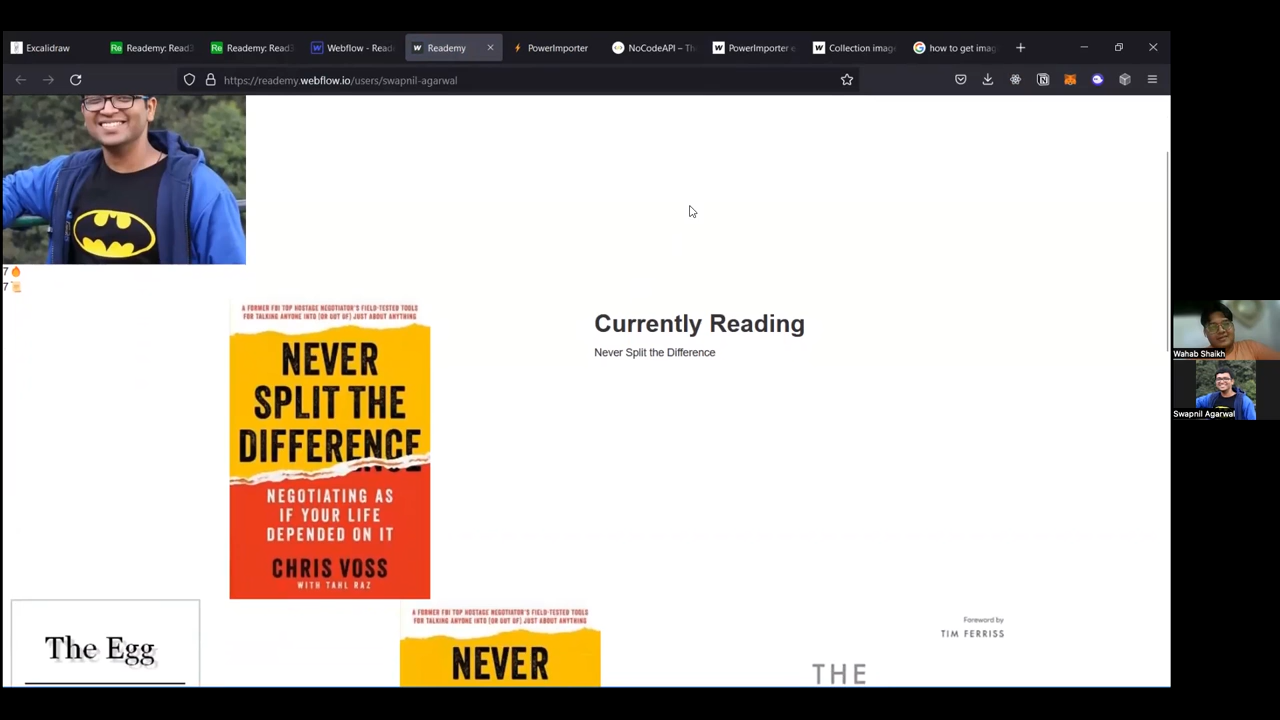 Excalidraw
Reademy: Read3
Reademy: Read3
Webflow - Read
Reademy
PowerImporter
NoCodeAPI – Th
PowerImporter e
Collection imag
how to get imag
https://reademy.webflow.io/users/swapnil-agarwal
7🔥
7📜
A FORMER FBI TOP HOSTAGE NEGOTIATOR'S FIELD-TESTED TOOLS
FOR TALKING ANYONE INTO (OR OUT OF) JUST ABOUT ANYTHING
NEVER
SPLIT THE
DIFFERENCE
NEGOTIATING AS
IF YOUR LIFE
DEPENDED ON IT
CHRIS VOSS
WITH TAHL RAZ
Currently Reading
Never Split the Difference
The Egg
A FORMER FBI TOP HOSTAGE NEGOTIATOR'S FIELD-TESTED TOOLS
FOR TALKING ANYONE INTO (OR OUT OF) JUST ABOUT ANYTHING
NEVER
Foreword by
TIM FERRISS
THE
Wahab Shaikh
Swapnil Agarwal